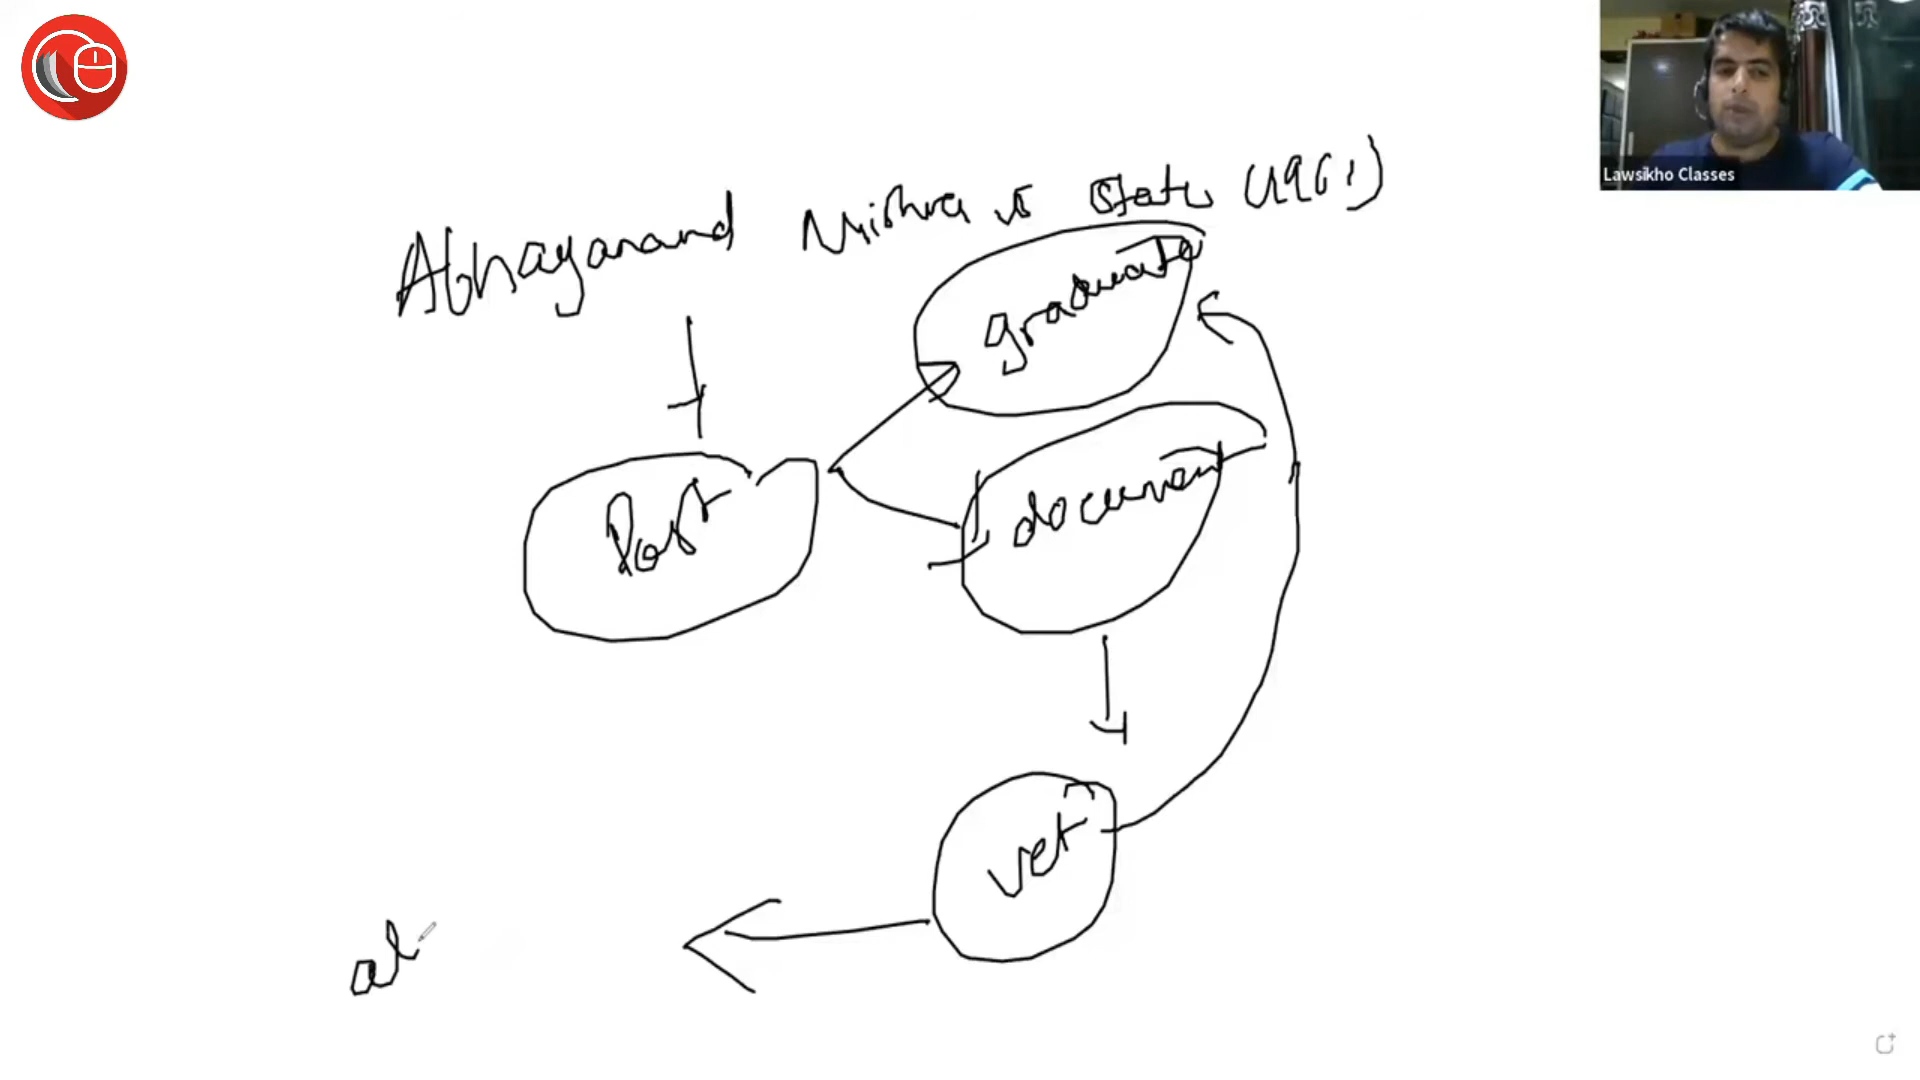 Lawsikho Classes
Abhayanand Mishra vs State (1961)
graduate
Post
document
vet